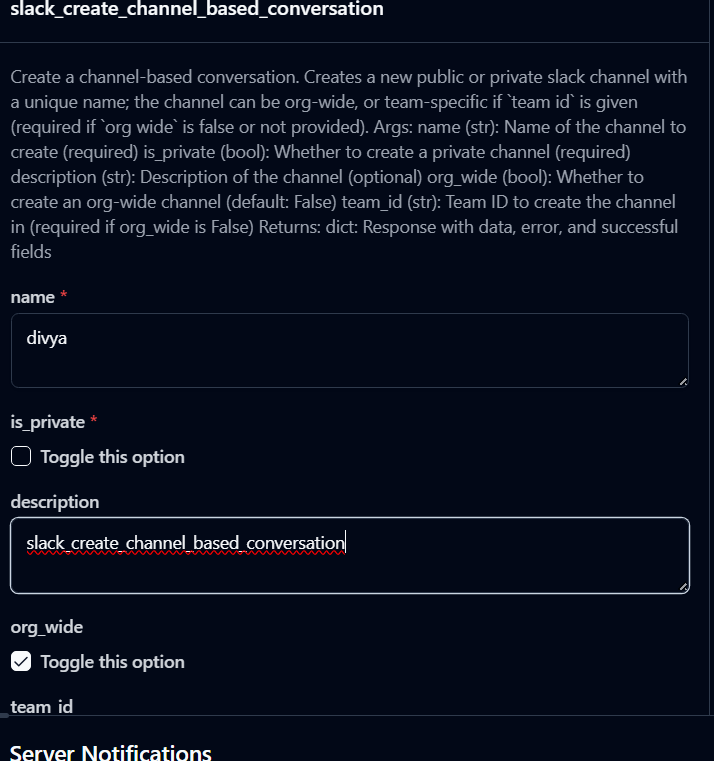 slack_create_channel_based_conversation
Create a channel-based conversation. Creates a new public or private slack channel with
a unique name; the channel can be org-wide, or team-specific if `team id` is given
(required if `org wide` is false or not provided). Args: name (str): Name of the channel to
create (required) is_private (bool): Whether to create a private channel (required)
description (str): Description of the channel (optional) org_wide (bool): Whether to
create an org-wide channel (default: False) team_id (str): Team ID to create the channel
in (required if org_wide is False) Returns: dict: Response with data, error, and successful
fields
name *
divya
is_private *
Toggle this option
description
slack_create_channel_based_conversation
org_wide
Toggle this option
team_id
Server Notifications